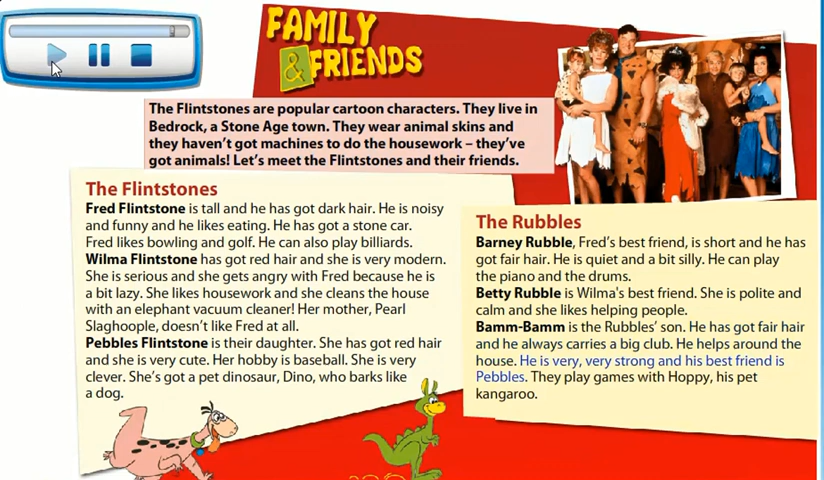 FAMILY
& FRIENDS
The Flintstones are popular cartoon characters. They live in
Bedrock, a Stone Age town. They wear animal skins and
they haven't got machines to do the housework – they've
got animals! Let's meet the Flintstones and their friends.
The Flintstones
Fred Flintstone is tall and he has got dark hair. He is noisy
and funny and he likes eating. He has got a stone car.
Fred likes bowling and golf. He can also play billiards.
Wilma Flintstone has got red hair and she is very modern.
She is serious and she gets angry with Fred because he is
a bit lazy. She likes housework and she cleans the house
with an elephant vacuum cleaner! Her mother, Pearl
Slaghoople, doesn't like Fred at all.
Pebbles Flintstone is their daughter. She has got red hair
and she is very cute. Her hobby is baseball. She is very
clever. She's got a pet dinosaur, Dino, who barks like
a dog.
The Rubbles
Barney Rubble, Fred's best friend, is short and he has
got fair hair. He is quiet and a bit silly. He can play
the piano and the drums.
Betty Rubble is Wilma's best friend. She is polite and
calm and she likes helping people.
Bamm-Bamm is the Rubbles' son. He has got fair hair
and he always carries a big club. He helps around the
house. He is very, very strong and his best friend is
Pebbles. They play games with Hoppy, his pet
kangaroo.